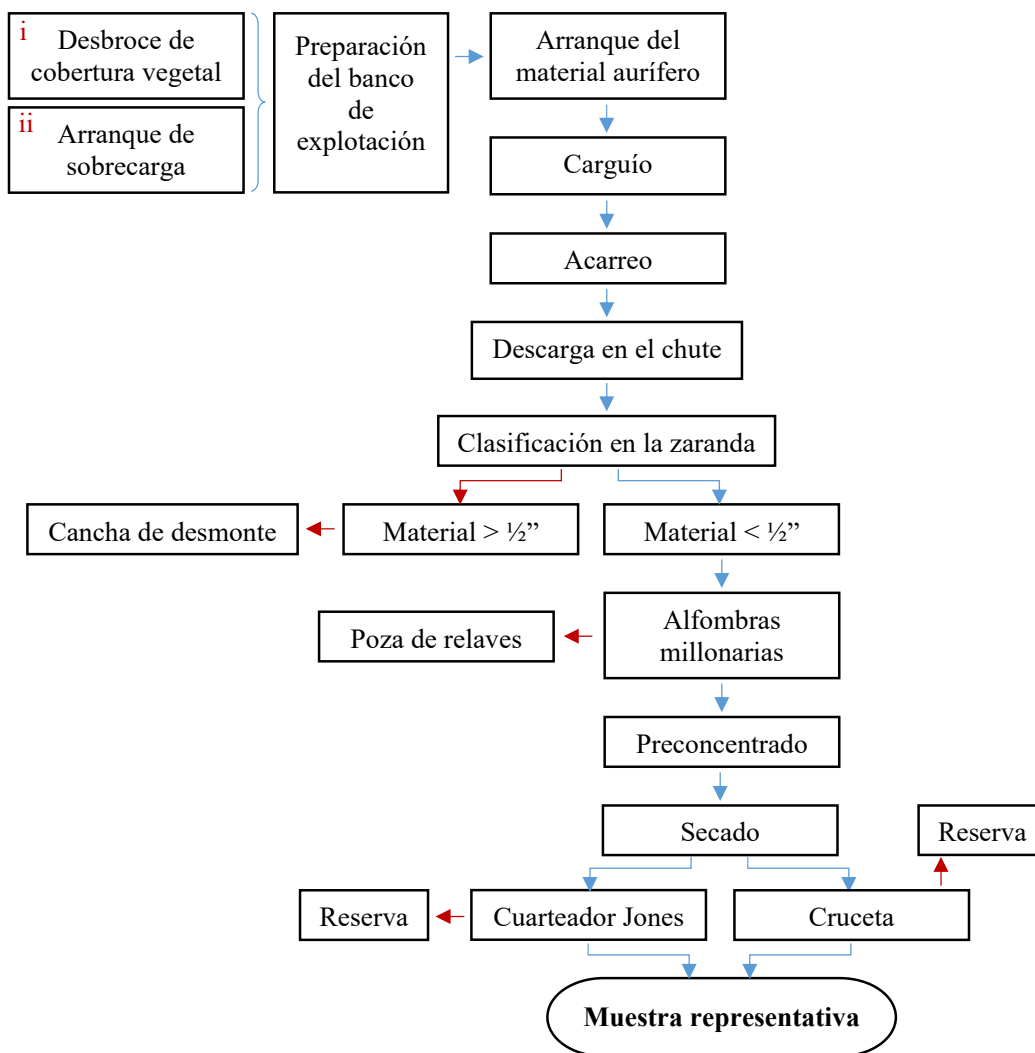 i
Desbroce de
cobertura vegetal
ii
Arranque de
sobrecarga
Preparación
del banco
de
explotación
Arranque del
material aurífero
Carguío
Acarreo
Descarga en el chute
Clasificación en la zaranda
Cancha de desmonte
Material > ½”
Material < ½”
Poza de relaves
Alfombras
millonarias
Preconcentrado
Secado
Reserva
Reserva
Cuarteador Jones
Cruceta
Muestra representativa